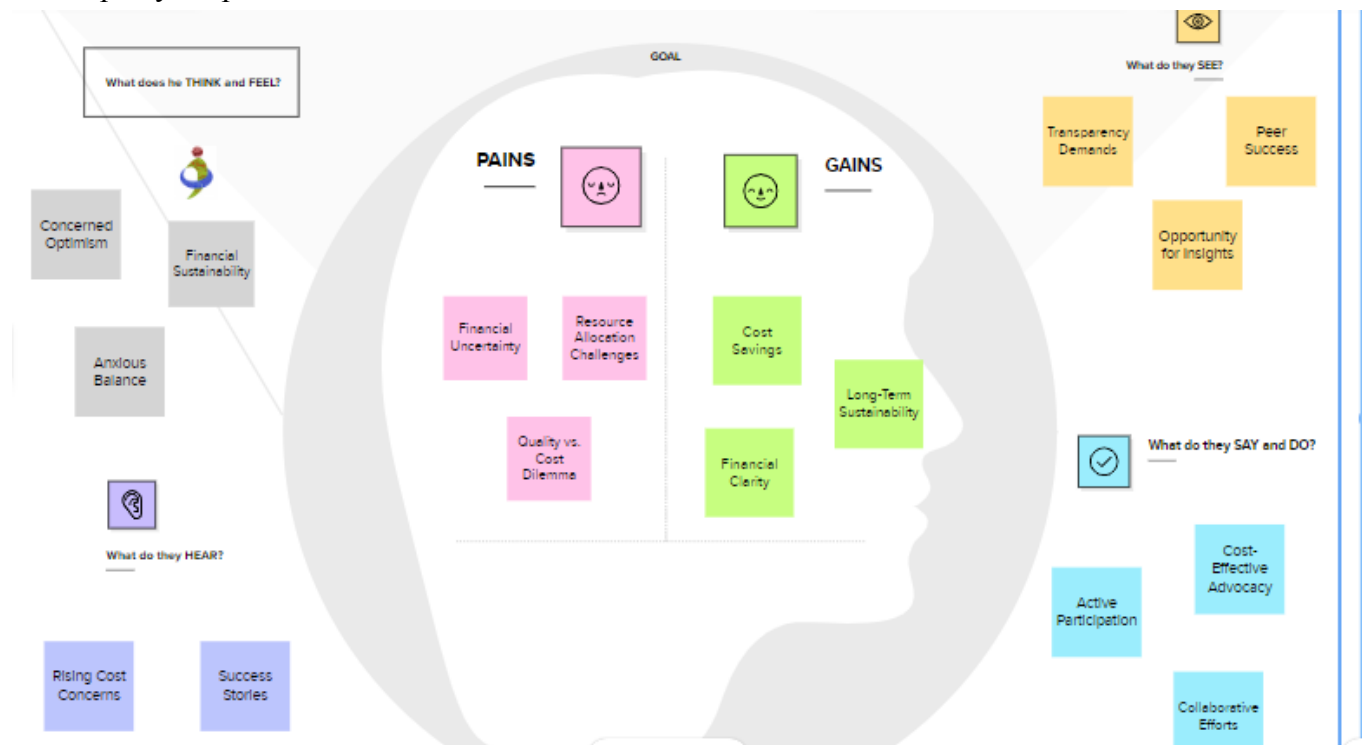 GOAL
What does he THINK and FEEL?
Concerned
Optimism
Financial
Sustainability
Anxious
Balance
PAINS
GAINS
Financial
Uncertainty
Resource
Allocation
Challenges
Quality vs.
Cost
Dilemma
Cost
Savings
Long-Term
Sustainability
Financial
Clarity
What do they SEE?
Transparency
Demands
Peer
Success
Opportunity
for Insights
What do they HEAR?
Rising Cost
Concerns
Success
Stories
What do they SAY and DO?
Cost-
Effective
Advocacy
Active
Participation
Collaborative
Efforts